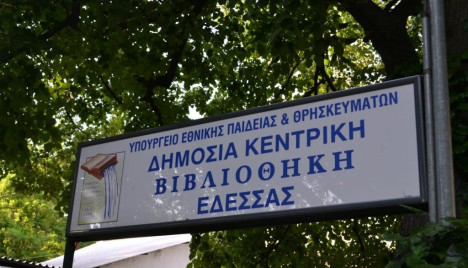 ΥΠΟΥΡΓΕΙΟ ΕΘΝΙΚΗΣ ΠΑΙΔΕΙΑΣ & ΘΡΗΣΚΕΥΜΑΤΩΝ
ΔΗΜΟΣΙΑ ΚΕΝΤΡΙΚΗ
ΒΙΒΛΙΟΘΗΚΗ
ΕΔΕΣΣΑΣ